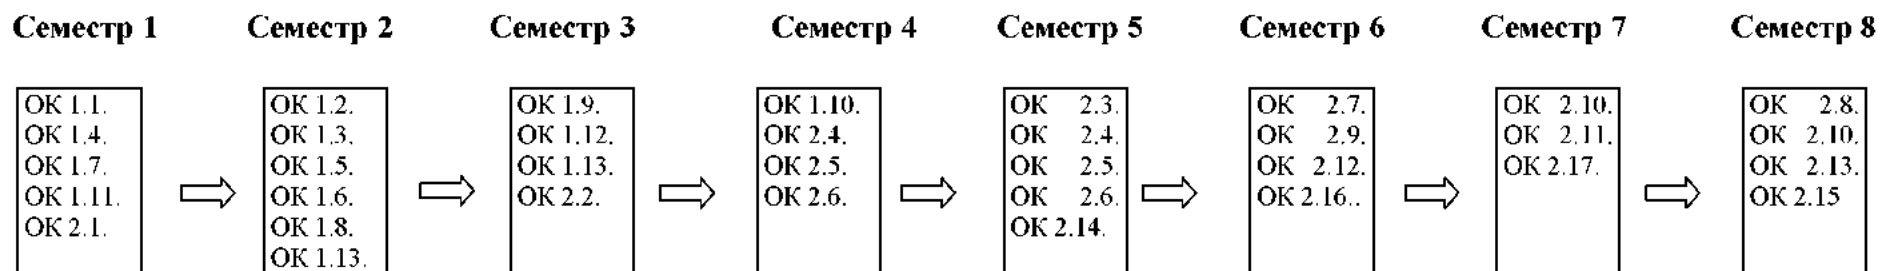 Семестр 1 Семестр 2 Семестр 3 Семестр 4 Семестр 5 Семестр 6 Семестр 7 Семестр 8
ОК 1.1.
ОК 1.4.
ОК 1.7.
ОК 1.11.
ОК 2.1.
ОК 1.2.
ОК 1.3.
ОК 1.5.
ОК 1.6.
ОК 1.8.
ОК 1.13.
ОК 1.9.
ОК 1.12.
ОК 1.13.
ОК 2.2.
ОК 1.10.
ОК 2.4.
ОК 2.5.
ОК 2.6.
ОК 2.3.
ОК 2.4.
ОК 2.5.
ОК 2.6.
ОК 2.14.
ОК 2.7.
ОК 2.9.
ОК 2.12.
ОК 2.16..
ОК 2.10.
ОК 2.11.
ОК 2.17.
ОК 2.8.
ОК 2.10.
ОК 2.13.
ОК 2.15